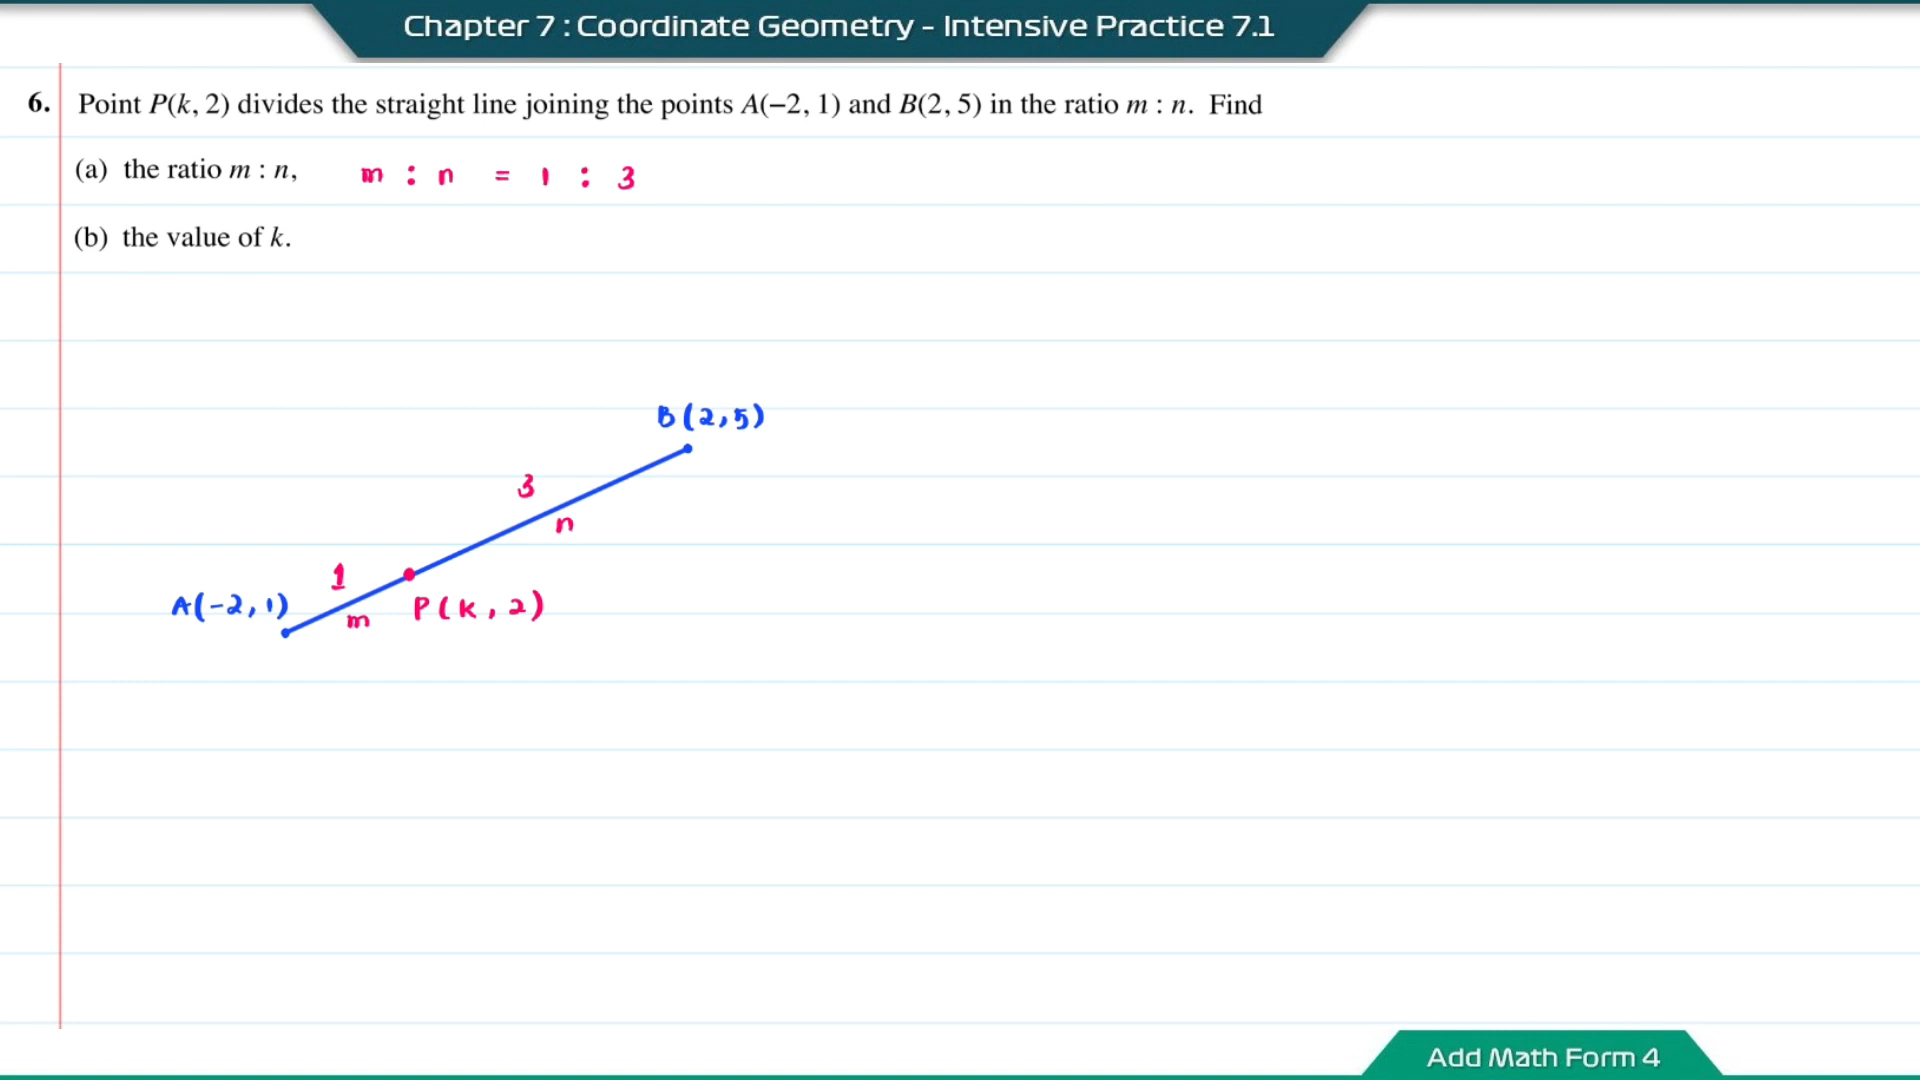 Chapter 7 : Coordinate Geometry - Intensive Practice 7.1
6. Point P(k, 2) divides the straight line joining the points A(−2, 1) and B(2, 5) in the ratio m : n. Find
(a) the ratio m : n, m : n = 1 : 3
(b) the value of k.
B(2,5)
3
n
1
A(-2,1)
m
P(k,2)
Add Math Form 4